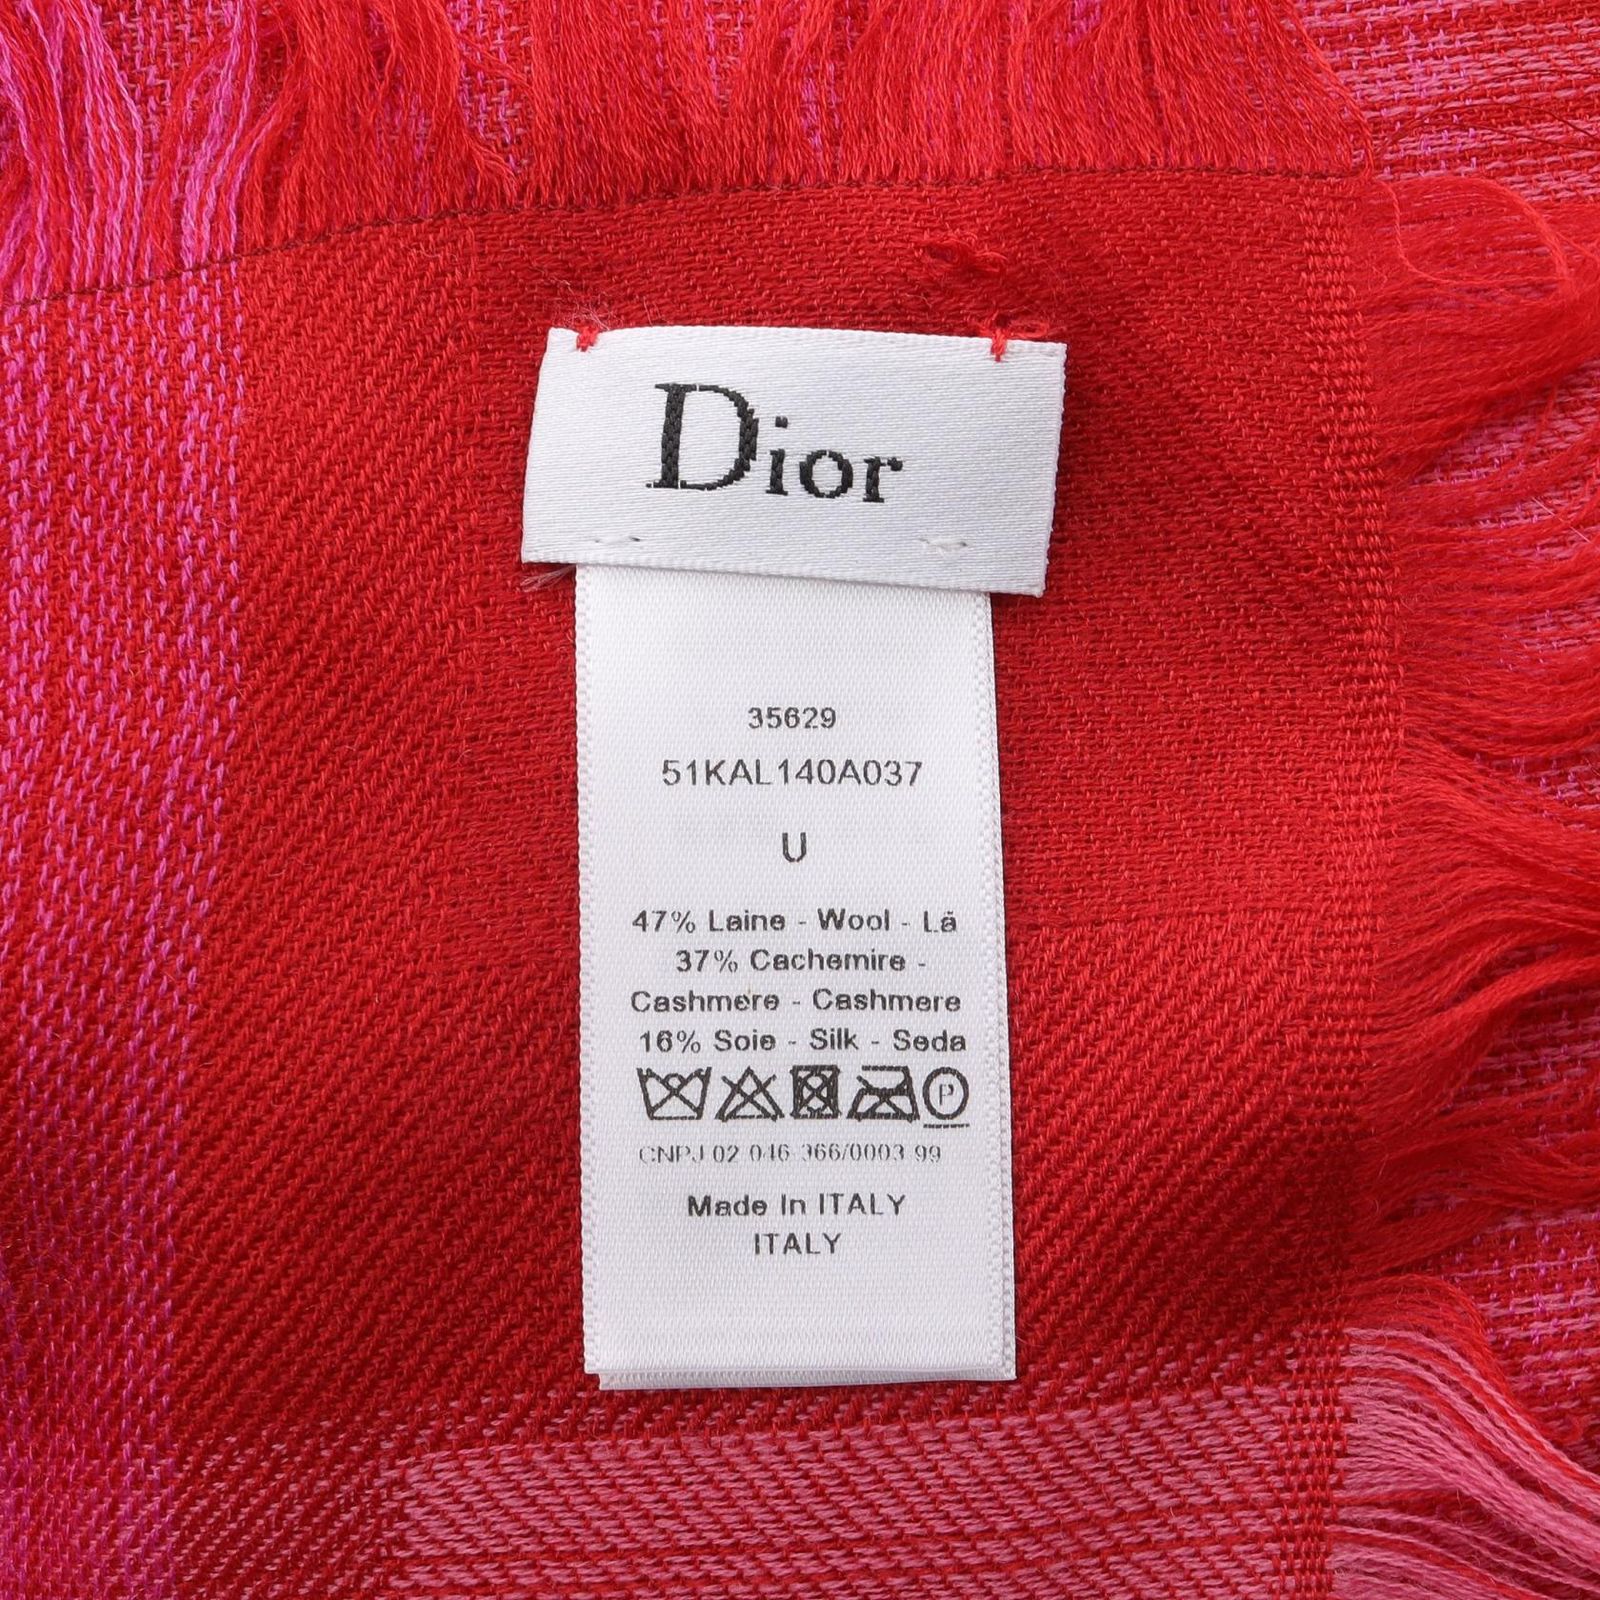 Dior
35629
51KAL140A037
U
47% Laine - Wool - Lã
37% Cachemire -
Cashmere - Cashmere
16% Soie - Silk - Seda
P
CNPJ 02 046 366/0003 99
Made In ITALY
ITALY